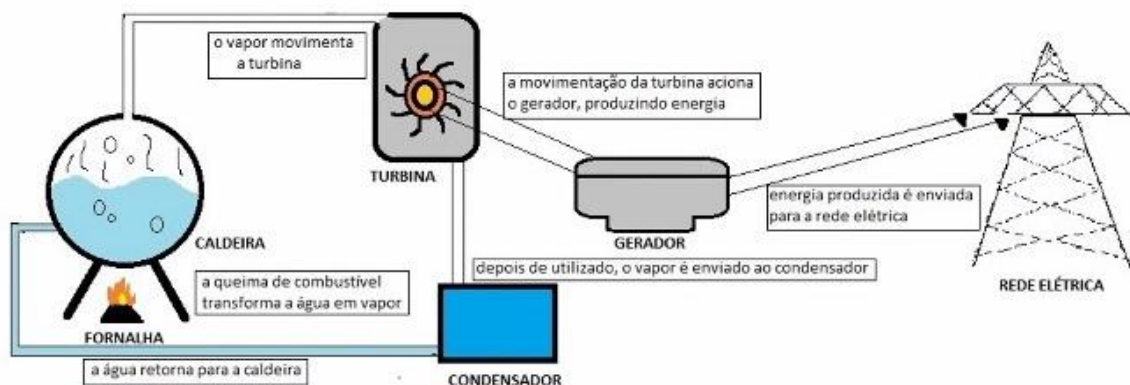 o vapor movimenta
a turbina
a movimentação da turbina aciona
o gerador, produzindo energia
TURBINA
energia produzida é enviada
para a rede elétrica
GERADOR
CALDEIRA
depois de utilizado, o vapor é enviado ao condensador
a queima de combustível
transforma a água em vapor
REDE ELÉTRICA
FORNALHA
a água retorna para a caldeira
CONDENSADOR